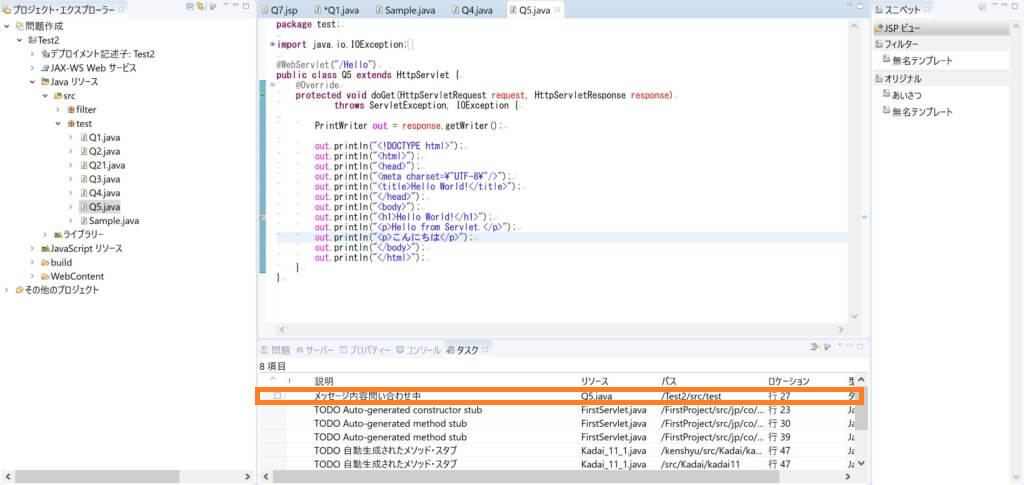 プロジェクト・エクスプローラー
問題作成
Test2
デプロイメント記述子: Test2
JAX-WS Web サービス
Java リソース
src
filter
test
Q1.java
Q2.java
Q21.java
Q3.java
Q4.java
Q5.java
Sample.java
ライブラリー
JavaScript リソース
build
WebContent
その他のプロジェクト
Q7.jsp *Q1.java Sample.java Q4.java Q5.java
package test;
import java.io.IOException;
@WebServlet("/Hello")
public class Q5 extends HttpServlet {
@Override
protected void doGet(HttpServletRequest request, HttpServletResponse response)
throws ServletException, IOException {
PrintWriter out = response.getWriter();
out.println("<!DOCTYPE html>");
out.println("<html>");
out.println("<head>");
out.println("<meta charset=¥"UTF-8¥"/>");
out.println("<title>Hello World!</title>");
out.println("</head>");
out.println("<body>");
out.println("<h1>Hello World!</h1>");
out.println("<p>Hello from Servlet.</p>");
out.println("<p>こんにちは</p>");
out.println("</body>");
out.println("</html>");
}
}
問題 サーバー プロパティー コンソール タスク
8 項目
! 説明 リソース パス ロケーション 型
メッセージ内容問い合わせ中 Q5.java /Test2/src/test 行 27 タ
TODO Auto-generated constructor stub FirstServlet.java /FirstProject/src/jp/co/... 行 23 Ja
TODO Auto-generated method stub FirstServlet.java /FirstProject/src/jp/co/... 行 30 Ja
TODO Auto-generated method stub FirstServlet.java /FirstProject/src/jp/co/... 行 39 Ja
TODO 自動生成されたメソッド・スタブ Kadai_11_1.java /kenshyu/src/Kadai/ka... 行 47 Ja
TODO 自動生成されたメソッド・スタブ Kadai_11_1.java /src/Kadai/kadai11 行 47 Ja
スニペット
JSP ビュー
フィルター
無名テンプレート
オリジナル
あいさつ
無名テンプレート